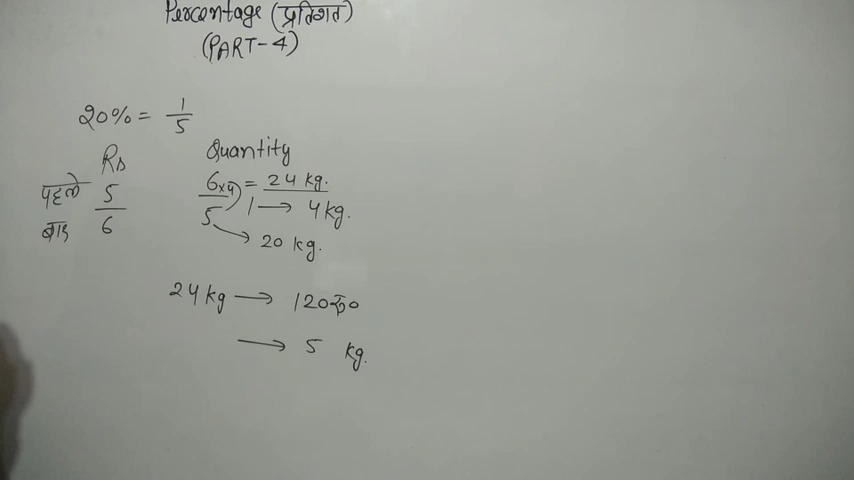 Percentage (प्रतिशत)
(PART-4)
20% = 1/5
Rs Quantity
पहले 5 6x4 = 24 kg.
1 → 4 kg.
बाद 6 5 → 20 kg.
24 kg → 120 रु०
→ 5 kg.